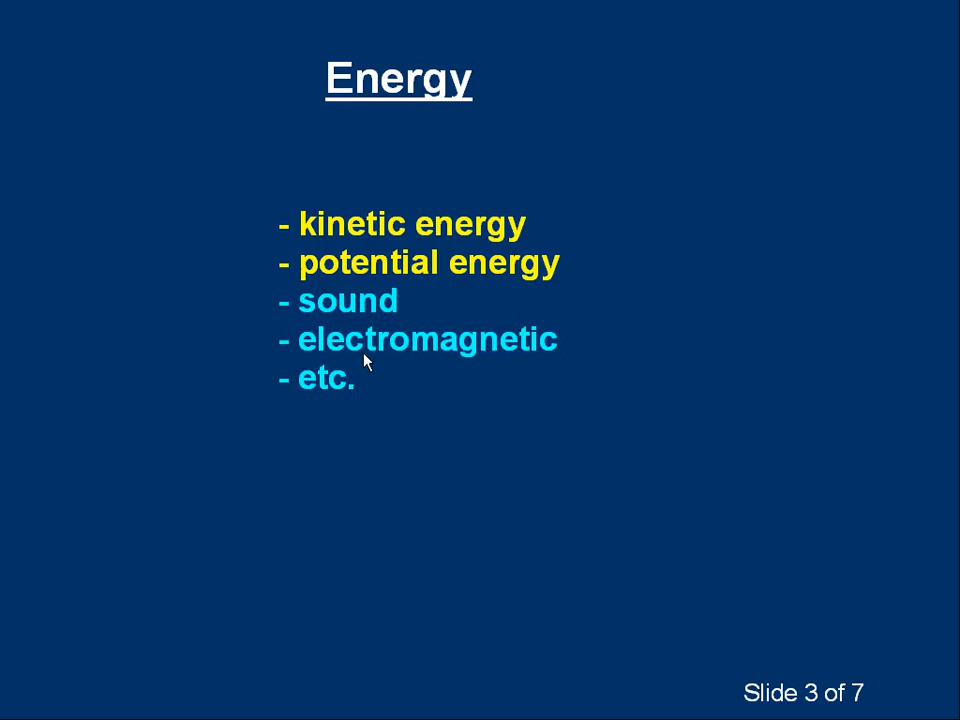 Energy
- kinetic energy
- potential energy
- sound
- electromagnetic
- etc.
Slide 3 of 7